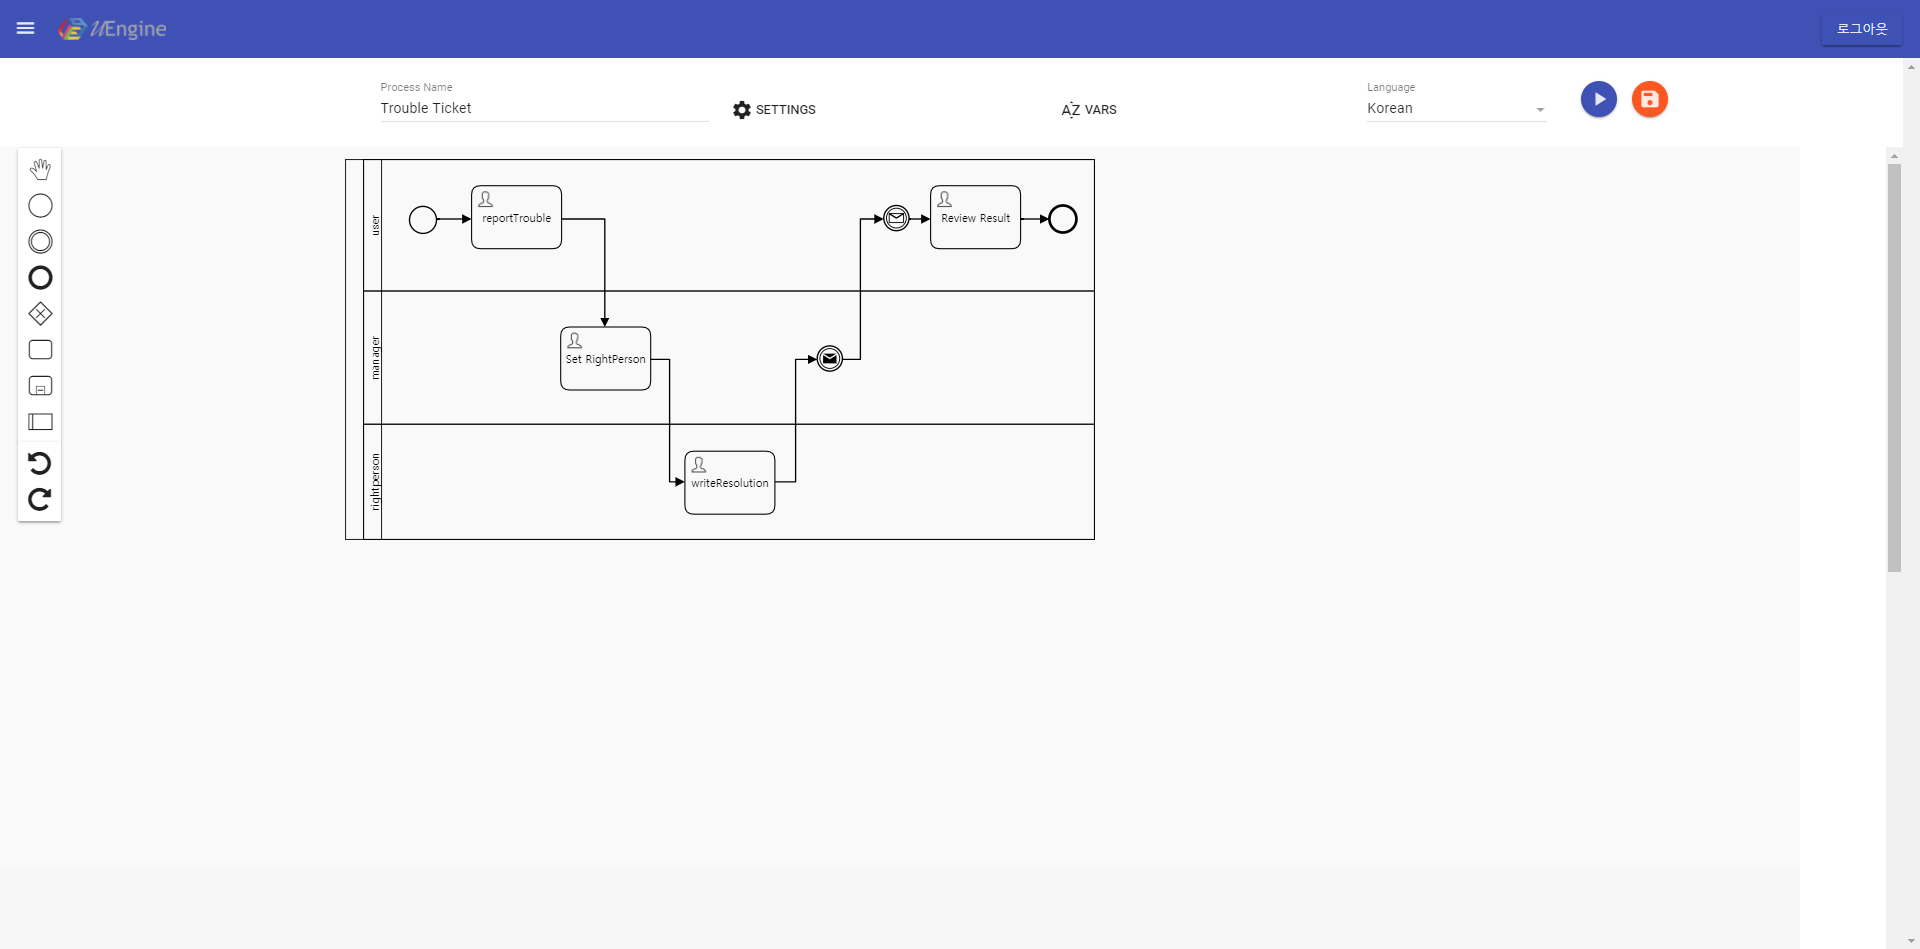 uEngine
로그아웃
Process Name
Trouble Ticket
SETTINGS
AZ VARS
Language
Korean
user
reportTrouble
Review Result
manager
Set RightPerson
rightperson
writeResolution